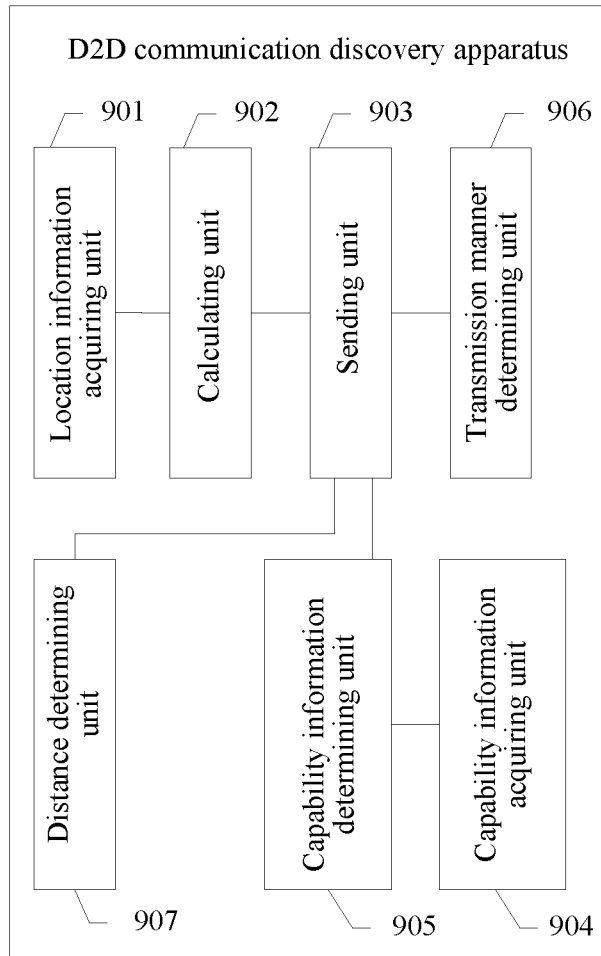 D2D communication discovery apparatus
901
902
903
906
Location information
acquiring unit
Calculating unit
Sending unit
Transmission manner
determining unit
Distance determining
unit
Capability information
determining unit
Capability information
acquiring unit
907
905
904